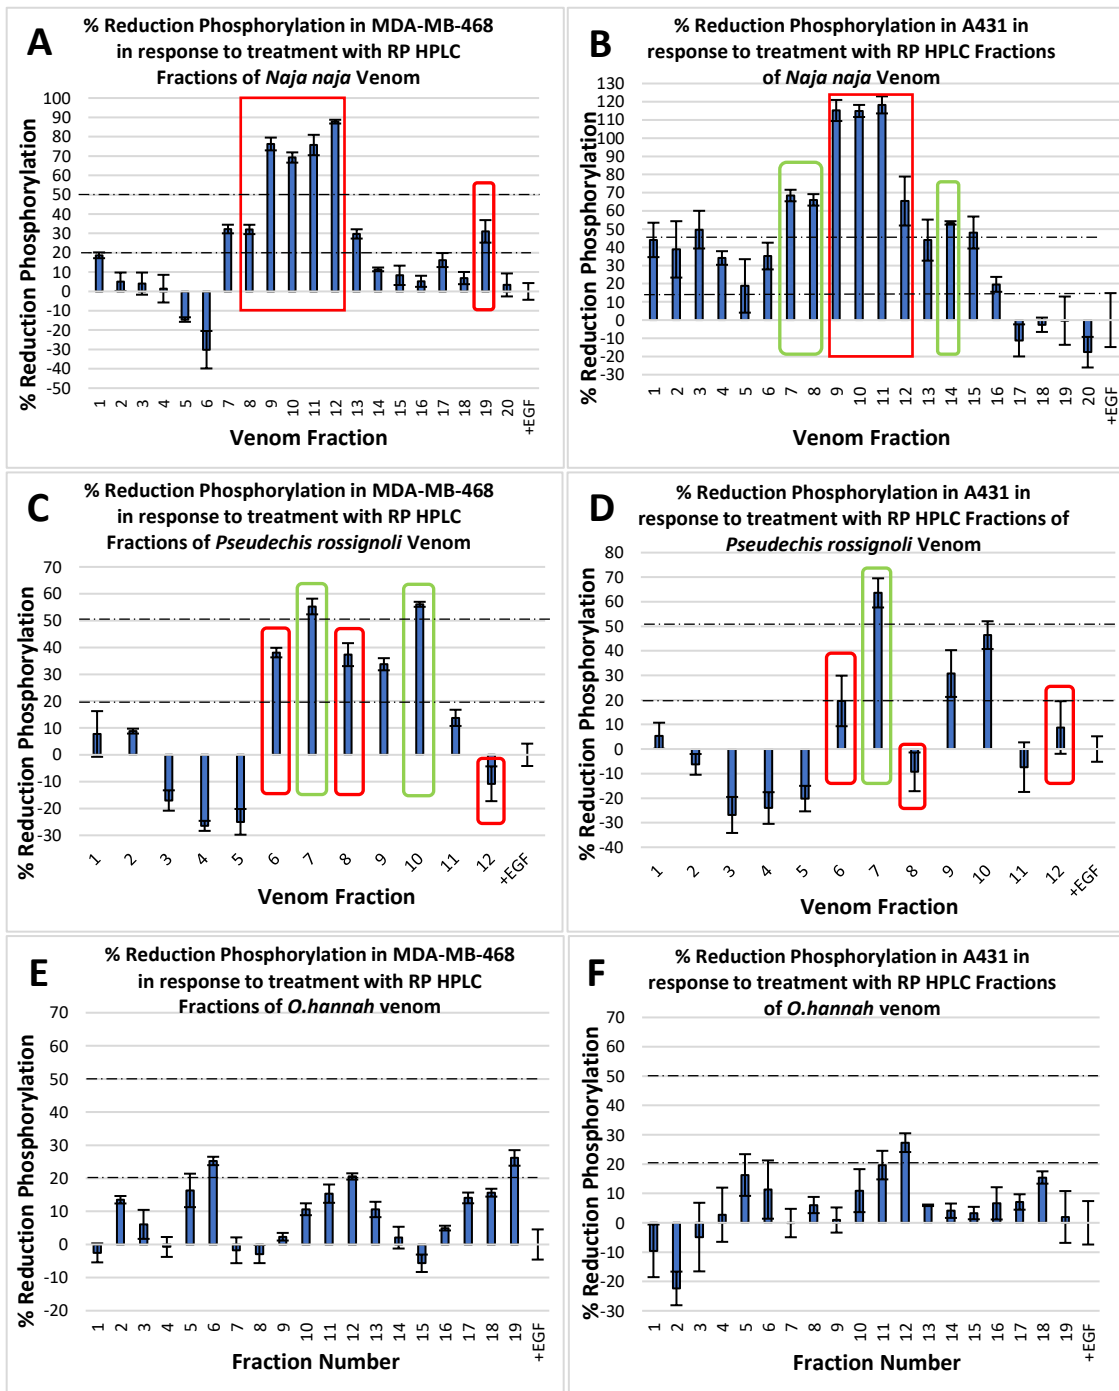 A
% Reduction Phosphorylation in MDA-MB-468
in response to treatment with RP HPLC
Fractions of Naja naja Venom
% Reduction Phosphorylation
100
90
80
70
60
50
40
30
20
10
0
-10
-20
-30
-40
-50
1 2 3 4 5 6 7 8 9 10 11 12 13 14 15 16 17 18 19 20 +EGF
Venom Fraction
B
% Reduction Phosphorylation in A431 in
response to treatment with RP HPLC Fractions
of Naja naja Venom
% Reduction Phosphorylation
130
120
110
100
90
80
70
60
50
40
30
20
10
0
-10
-20
-30
1 2 3 4 5 6 7 8 9 10 11 12 13 14 15 16 17 18 19 20 +EGF
Venom Fraction
C
% Reduction Phosphorylation in MDA-MB-468
in response to treatment with RP HPLC
Fractions of Pseudechis rossignoli Venom
% Reduction Phosphorylation
70
60
50
40
30
20
10
0
-10
-20
-30
1 2 3 4 5 6 7 8 9 10 11 12 +EGF
Venom Fraction
D
% Reduction Phosphorylation in A431 in
response to treatment with RP HPLC Fractions of
Pseudechis rossignoli Venom
% Reduction Phosphorylation
80
70
60
50
40
30
20
10
0
-10
-20
-30
-40
1 2 3 4 5 6 7 8 9 10 11 12 +EGF
Venom Fraction
E
% Reduction Phosphorylation in MDA-MB-468
in response to treatment with RP HPLC
Fractions of O.hannah venom
% Reduction Phosphorylation
70
60
50
40
30
20
10
0
-10
-20
1 2 3 4 5 6 7 8 9 10 11 12 13 14 15 16 17 18 19 +EGF
Fraction Number
F
% Reduction Phosphorylation in A431 in
response to treatment with RP HPLC Fractions
of O.hannah venom
% Reduction Phosphorylation
70
60
50
40
30
20
10
0
-10
-20
-30
1 2 3 4 5 6 7 8 9 10 11 12 13 14 15 16 17 18 19 +EGF
Fraction Number